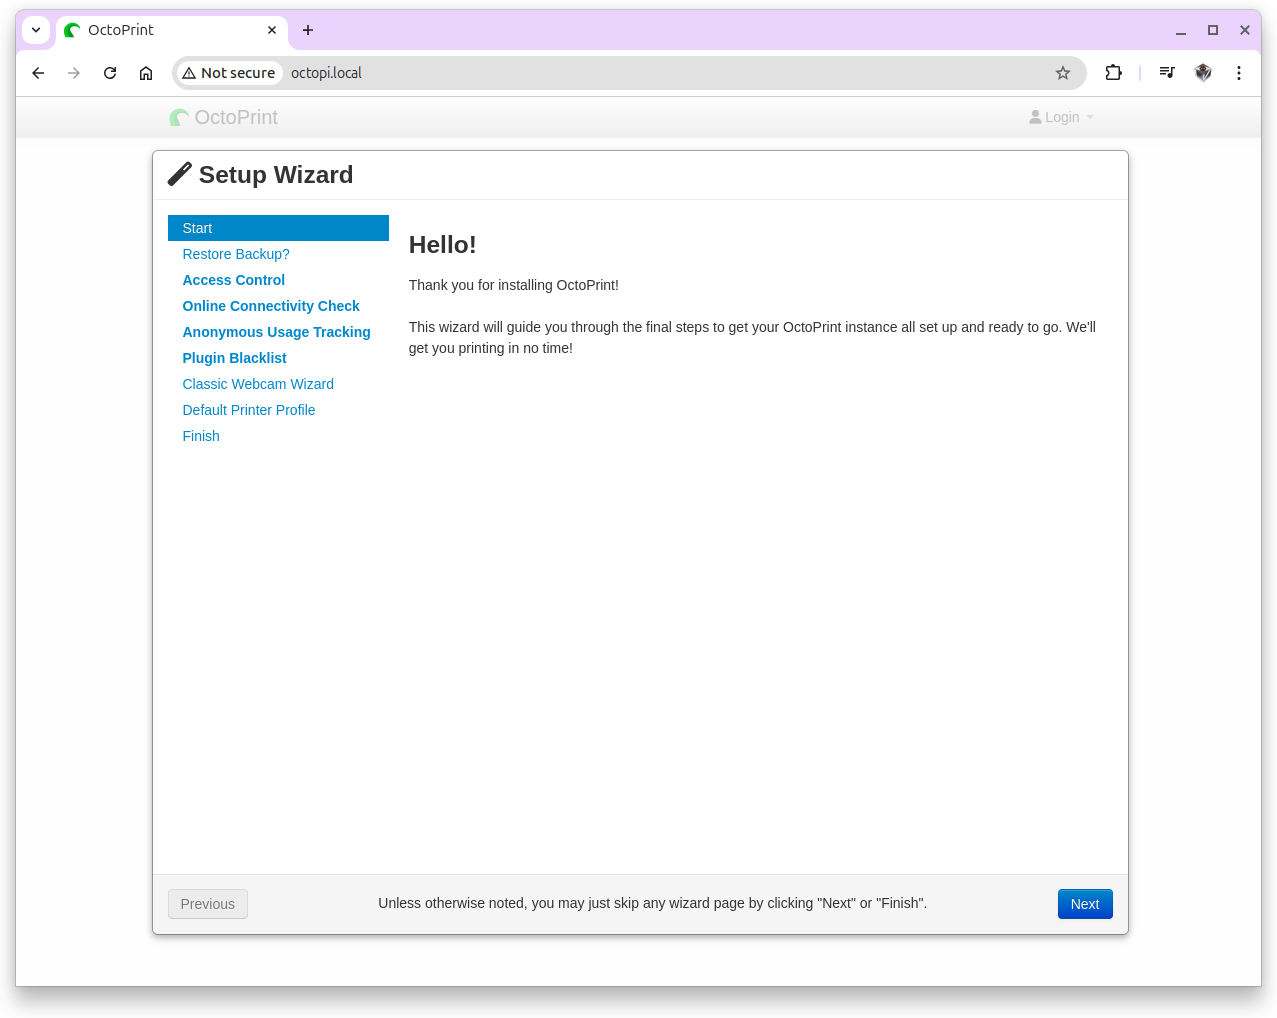 OctoPrint
Not secure octopi.local
OctoPrint Login
Setup Wizard
Start
Restore Backup?
Access Control
Online Connectivity Check
Anonymous Usage Tracking
Plugin Blacklist
Classic Webcam Wizard
Default Printer Profile
Finish
Hello!
Thank you for installing OctoPrint!
This wizard will guide you through the final steps to get your OctoPrint instance all set up and ready to go. We'll
get you printing in no time!
Previous Unless otherwise noted, you may just skip any wizard page by clicking "Next" or "Finish". Next